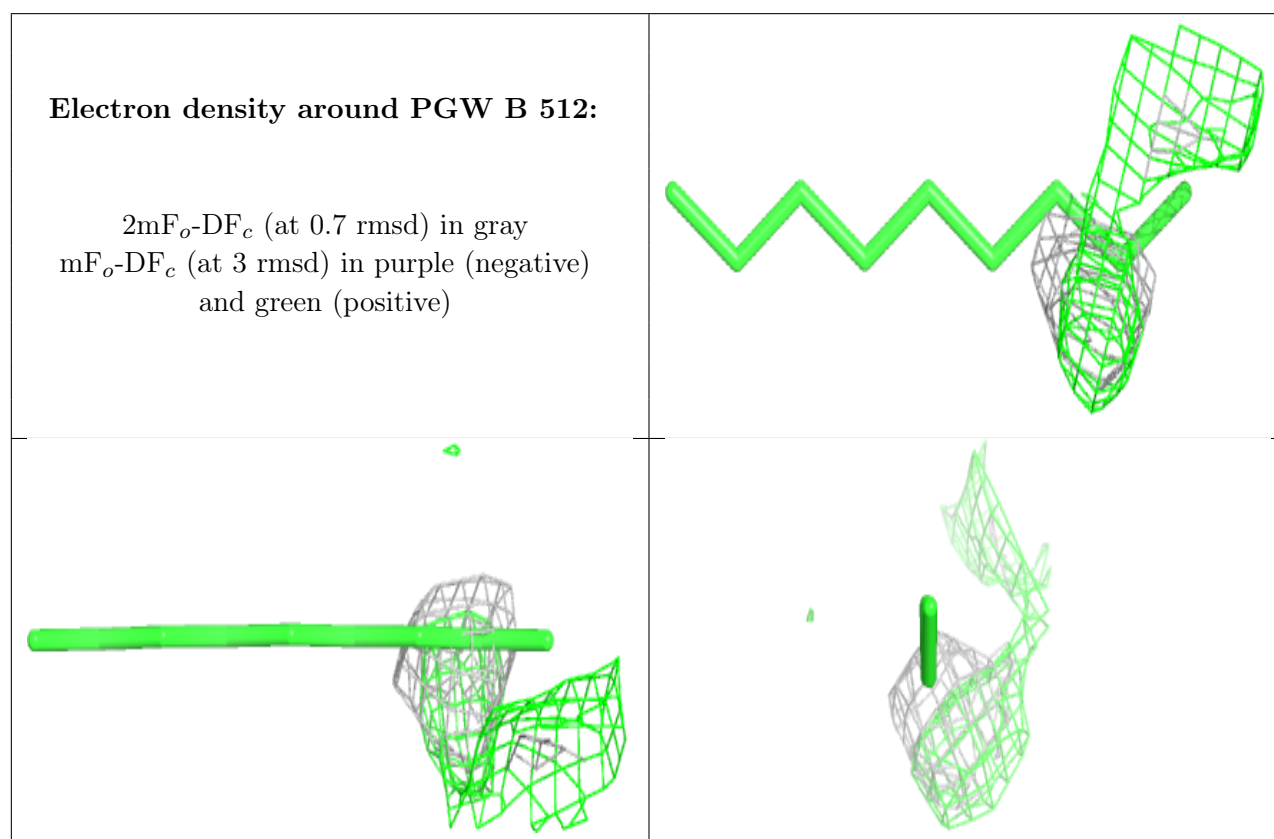 Electron density around PGW B 512:
2mFₒ-DF𝒸 (at 0.7 rmsd) in gray
mFₒ-DF𝒸 (at 3 rmsd) in purple (negative)
and green (positive)